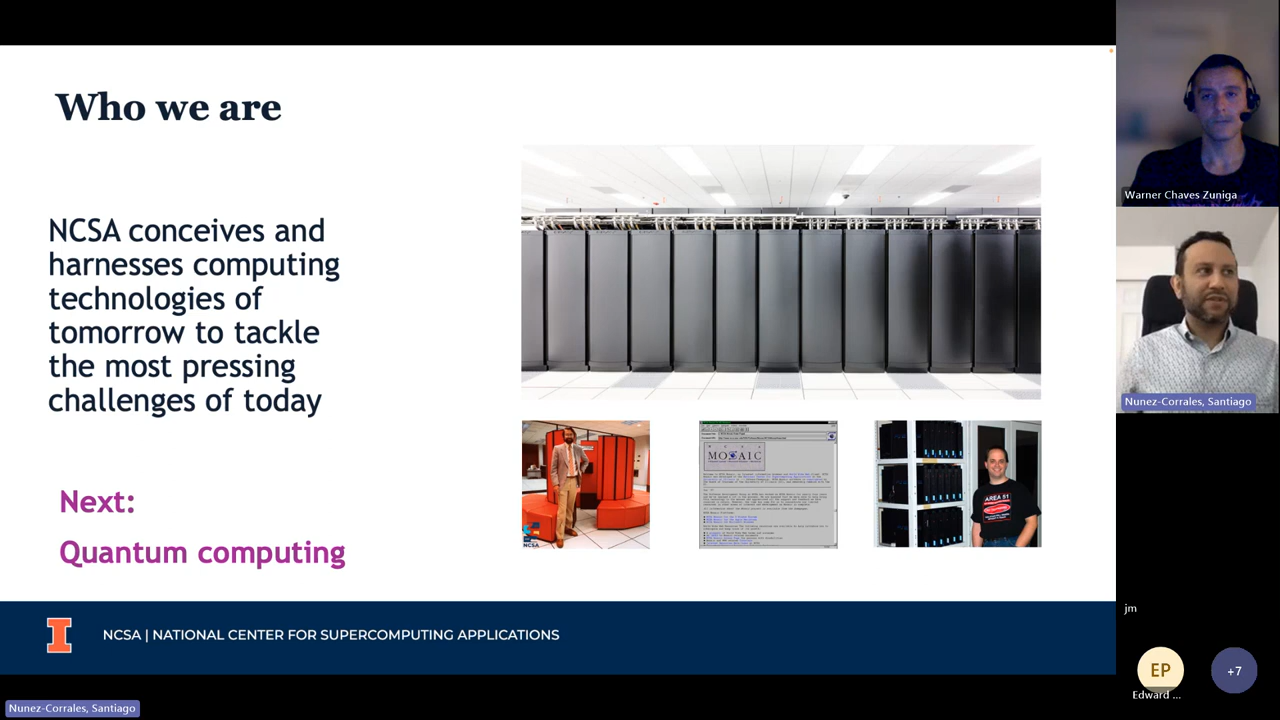 Who we are
NCSA conceives and
harnesses computing
technologies of
tomorrow to tackle
the most pressing
challenges of today
Next:
Quantum computing
NCSA
MOSAIC
AREA 51
NCSA | NATIONAL CENTER FOR SUPERCOMPUTING APPLICATIONS
Warner Chaves Zuniga
Nunez-Corrales, Santiago
jm
EP
Edward ...
+7
Nunez-Corrales, Santiago